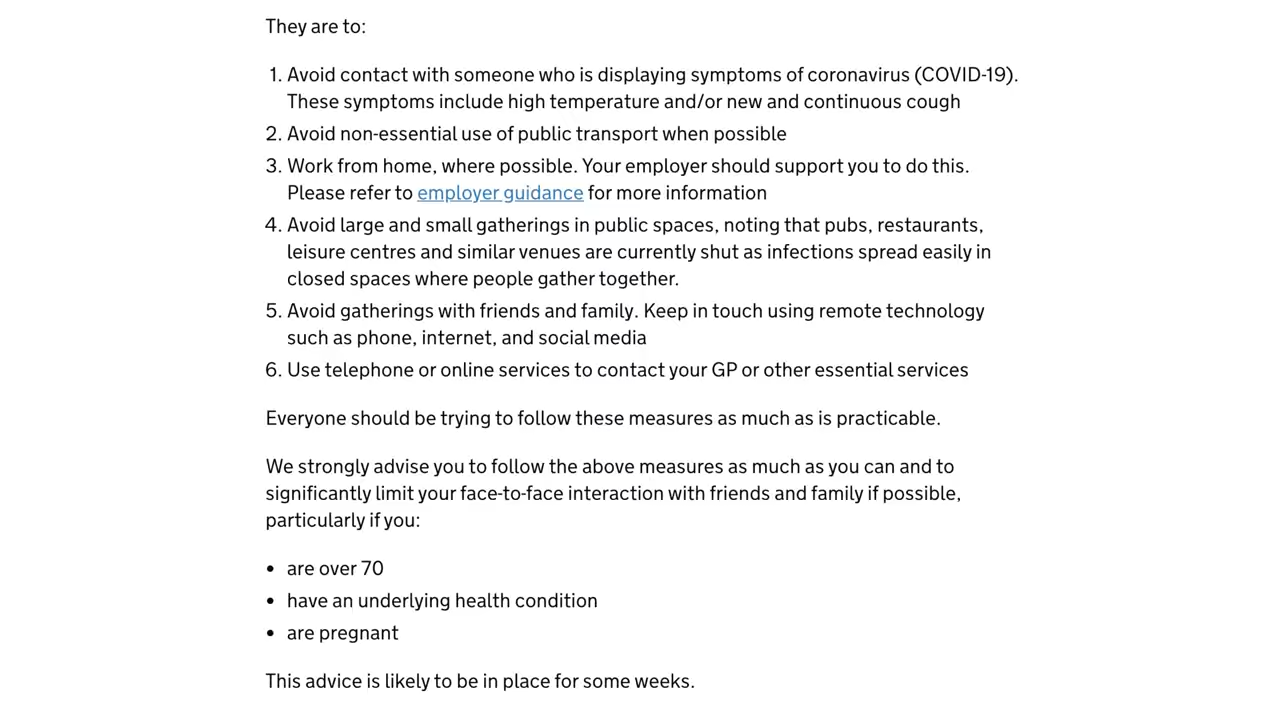 They are to:
1. Avoid contact with someone who is displaying symptoms of coronavirus (COVID-19).
These symptoms include high temperature and/or new and continuous cough
2. Avoid non-essential use of public transport when possible
3. Work from home, where possible. Your employer should support you to do this.
Please refer to employer guidance for more information
4. Avoid large and small gatherings in public spaces, noting that pubs, restaurants,
leisure centres and similar venues are currently shut as infections spread easily in
closed spaces where people gather together.
5. Avoid gatherings with friends and family. Keep in touch using remote technology
such as phone, internet, and social media
6. Use telephone or online services to contact your GP or other essential services
Everyone should be trying to follow these measures as much as is practicable.
We strongly advise you to follow the above measures as much as you can and to
significantly limit your face-to-face interaction with friends and family if possible,
particularly if you:
• are over 70
• have an underlying health condition
• are pregnant
This advice is likely to be in place for some weeks.